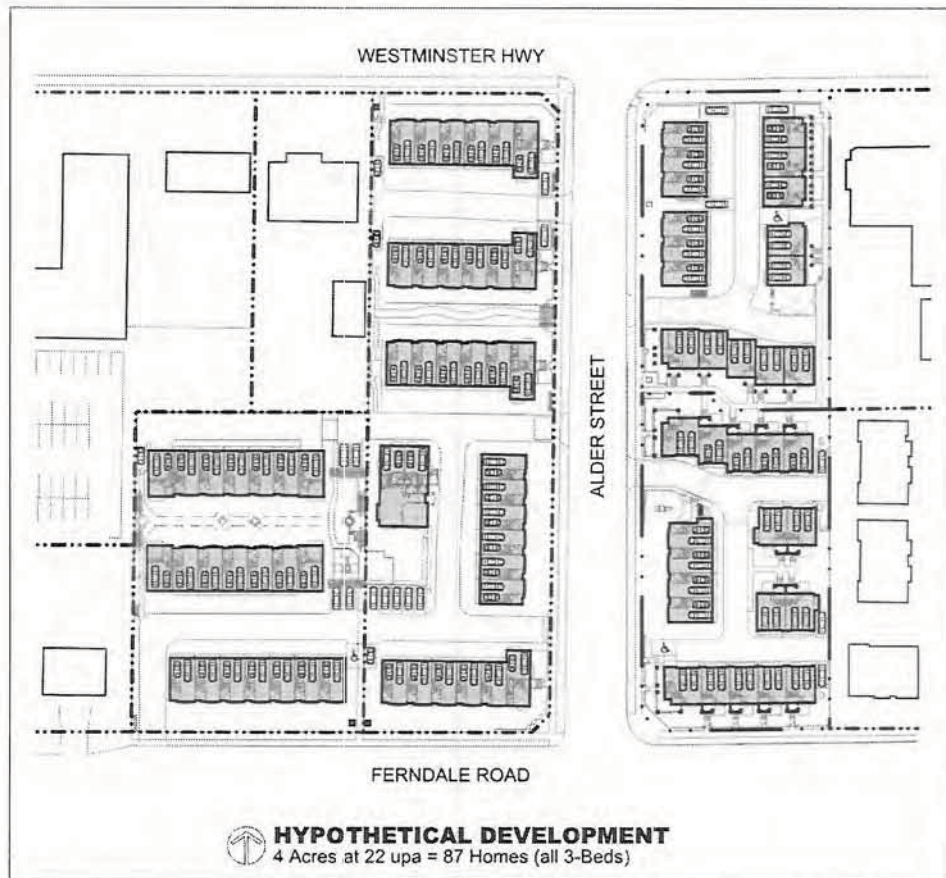 WESTMINSTER HWY
ALDER STREET
FERNDALE ROAD
HYPOTHETICAL DEVELOPMENT
4 Acres at 22 upa = 87 Homes (all 3-Beds)